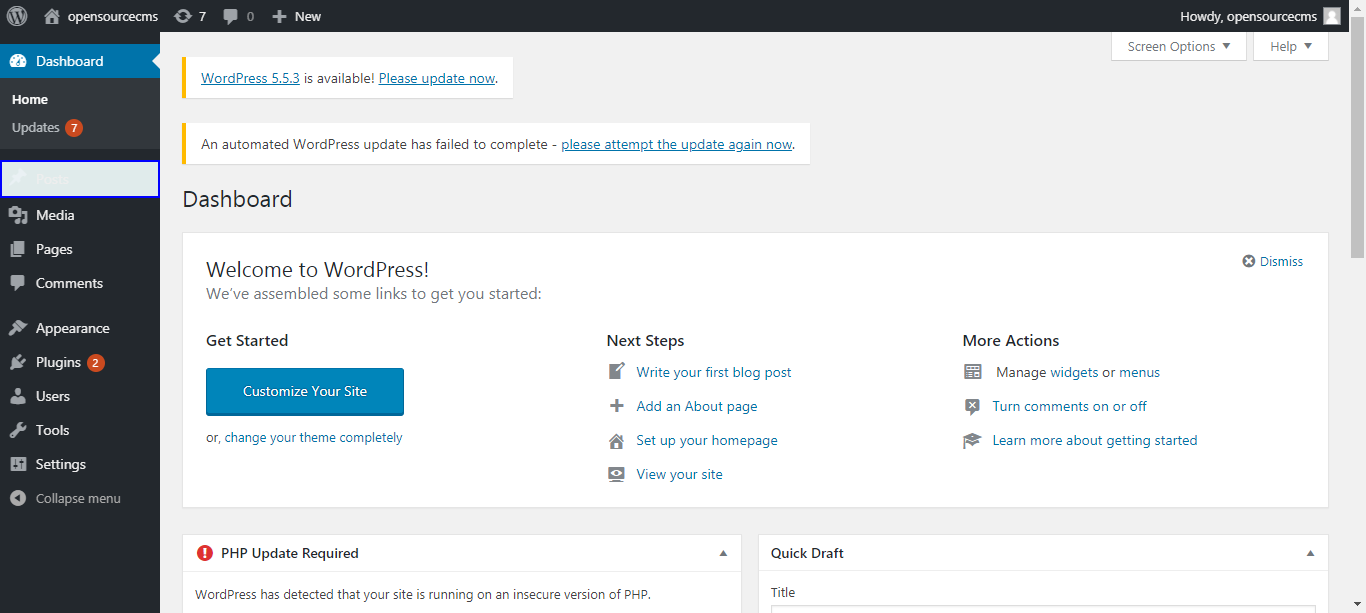 opensourcecms 7 0 New Howdy, opensourcecms
Screen Options Help
Dashboard
Home
Updates 7
Posts
Media
Pages
Comments
Appearance
Plugins 2
Users
Tools
Settings
Collapse menu
WordPress 5.5.3 is available! Please update now.
An automated WordPress update has failed to complete - please attempt the update again now.
Dashboard
Welcome to WordPress!
Dismiss
We've assembled some links to get you started:
Get Started
Customize Your Site
or, change your theme completely
Next Steps
Write your first blog post
Add an About page
Set up your homepage
View your site
More Actions
Manage widgets or menus
Turn comments on or off
Learn more about getting started
PHP Update Required
WordPress has detected that your site is running on an insecure version of PHP.
Quick Draft
Title